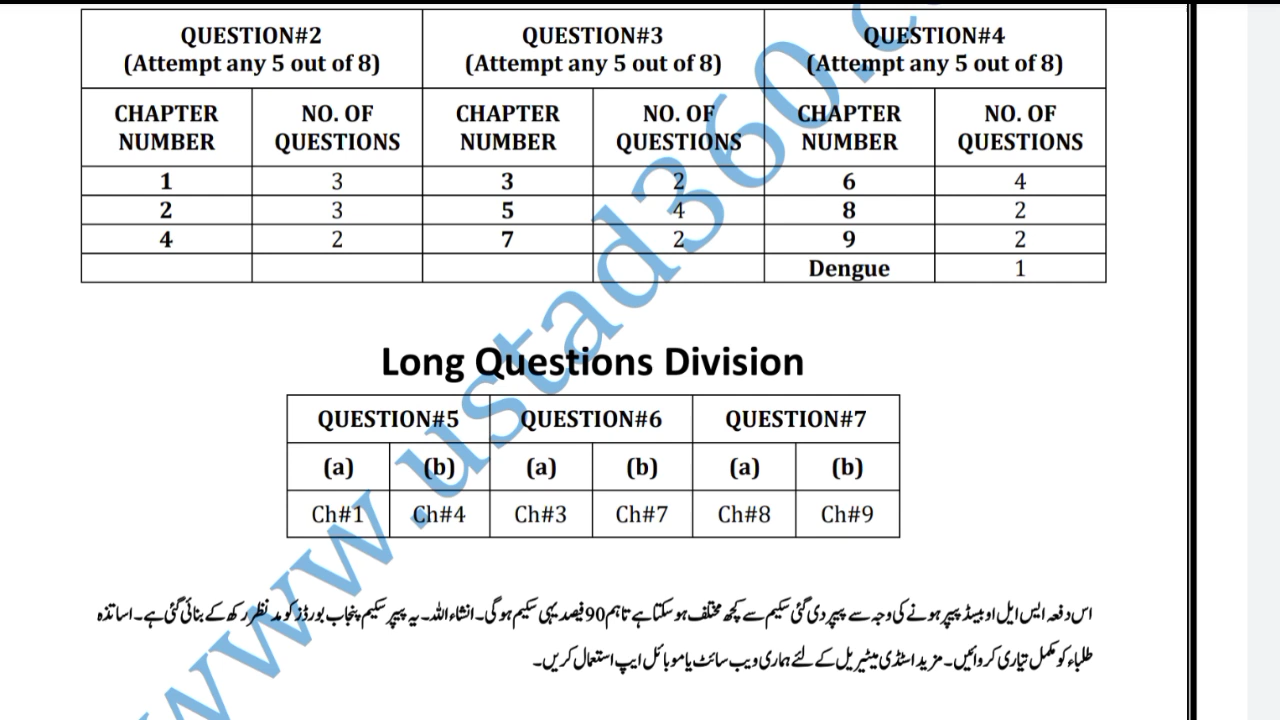 QUESTION#2 QUESTION#3 QUESTION#4
(Attempt any 5 out of 8) (Attempt any 5 out of 8) (Attempt any 5 out of 8)
CHAPTER NUMBER NO. OF QUESTIONS CHAPTER NUMBER NO. OF QUESTIONS CHAPTER NUMBER NO. OF QUESTIONS
1 3 3 2 6 4
2 3 5 4 8 2
4 2 7 2 9 2
Dengue 1
Long Questions Division
QUESTION#5 QUESTION#6 QUESTION#7
(a) (b) (a) (b) (a) (b)
Ch#1 Ch#4 Ch#3 Ch#7 Ch#8 Ch#9
اس دفعہ ایس ایل او بیسڈ پیپر ہونے کی وجہ سے پیپر دی گئی سکیم سے کچھ مختلف ہو سکتا ہے تاہم 90 فیصد یہی سکیم ہو گی۔ انشاءاللہ۔ یہ پیپر سکیم پنجاب بورڈز کو مد نظر رکھ کے بنائی گئی ہے۔ اساتذہ
طلباء کو مکمل تیاری کروائیں۔ مزید اسٹڈی میٹیریل کے لئے ہماری ویب سائٹ یا موبائل ایپ استعمال کریں۔
www.ustad360.c